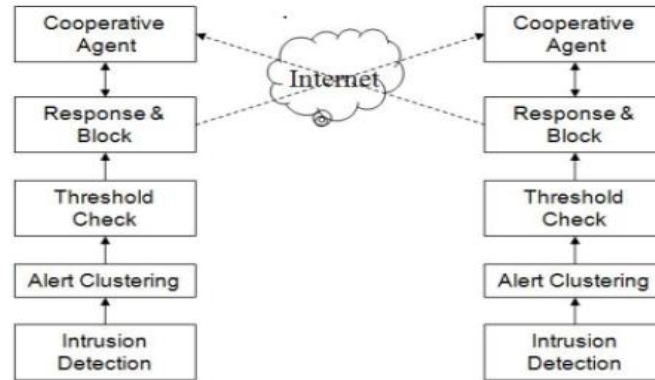 Cooperative
Agent
Response &
Block
Threshold
Check
Alert Clustering
Intrusion
Detection
Internet
Cooperative
Agent
Response &
Block
Threshold
Check
Alert Clustering
Intrusion
Detection